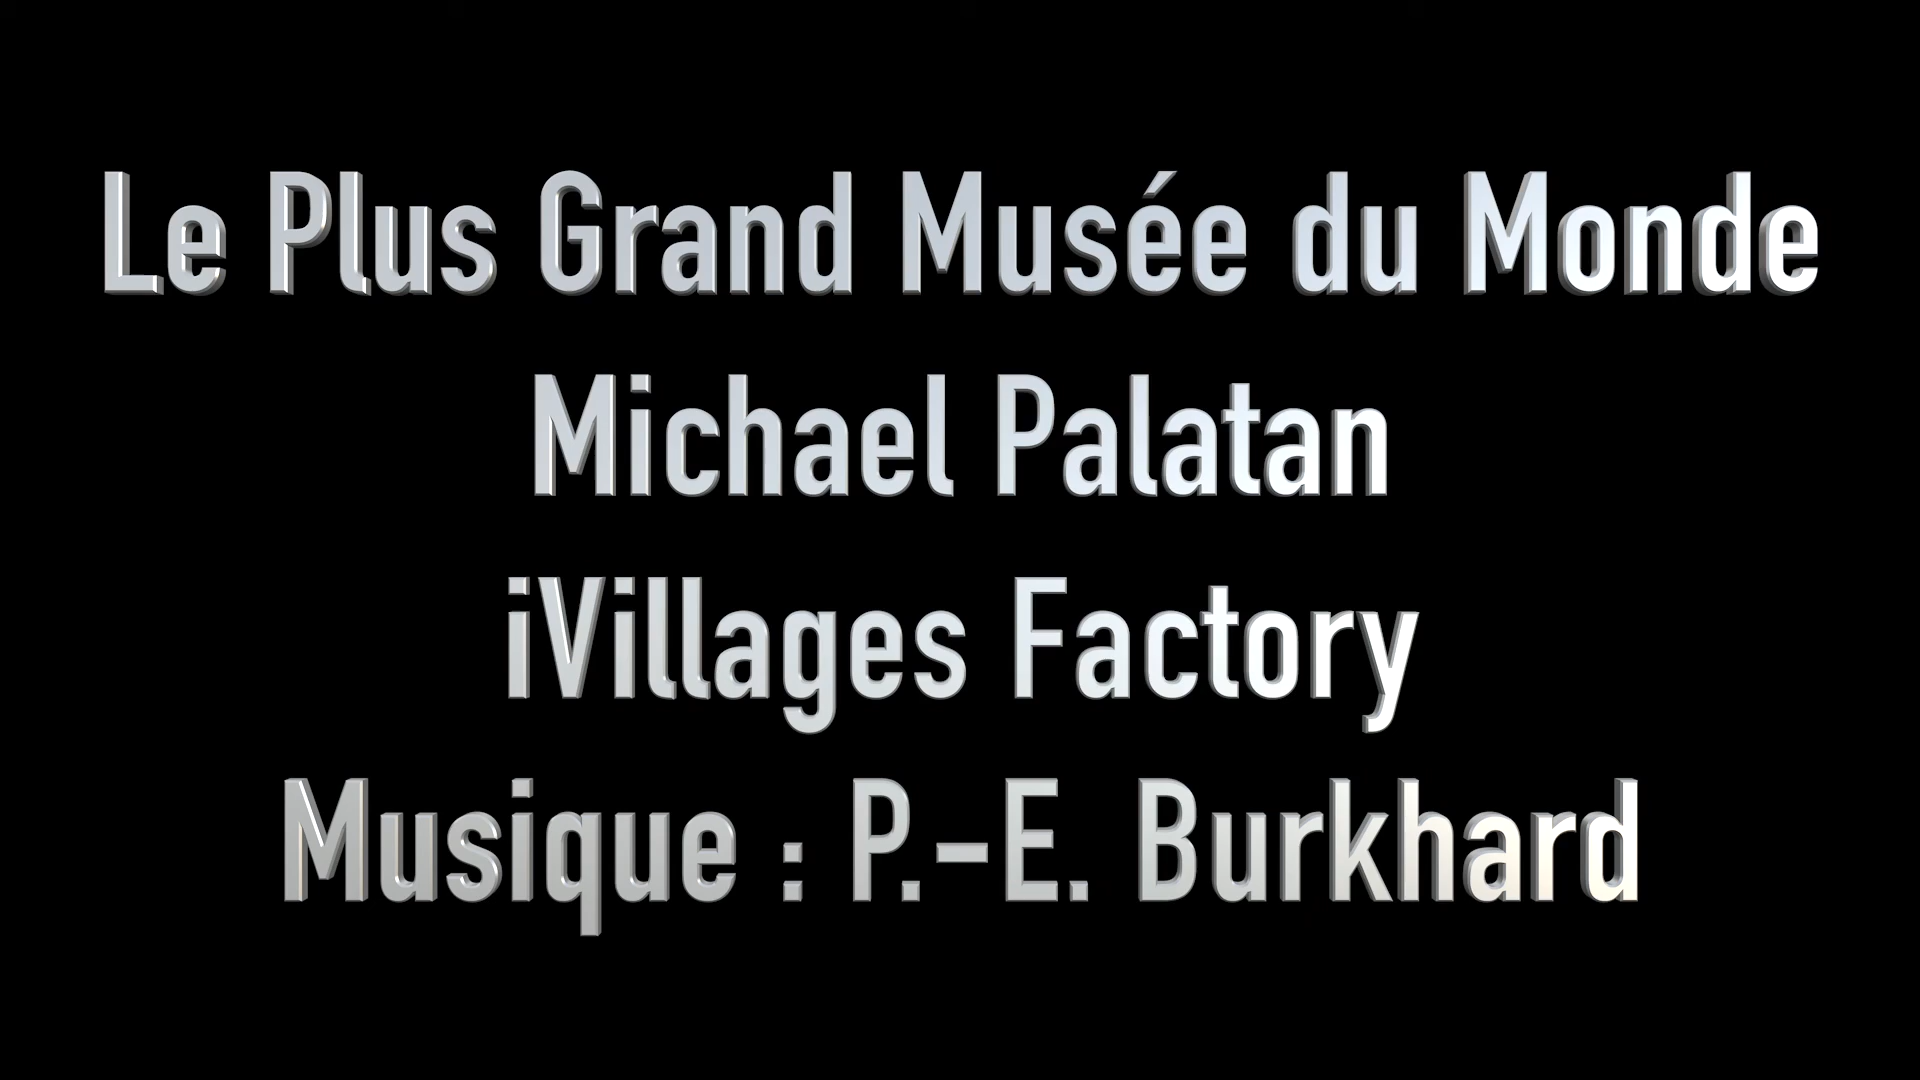 Le Plus Grand Musée du Monde
Michael Palatan
iVillages Factory
Musique : P.-E. Burkhard